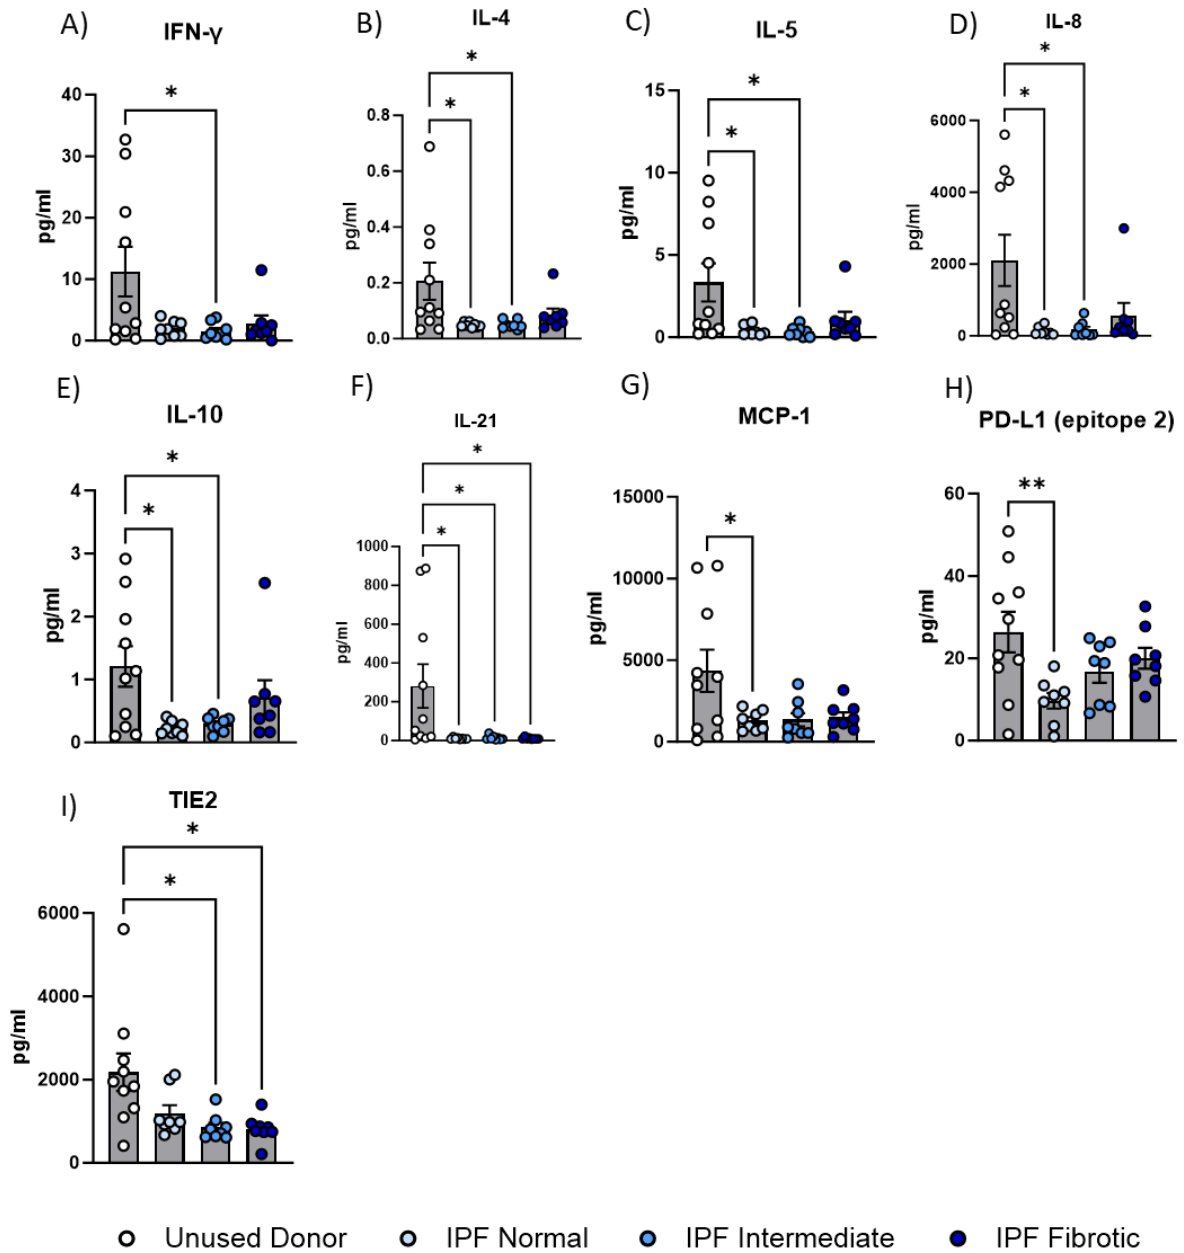 A)
IFN-γ
*
40
30
20
10
0
pg/ml
B)
IL-4
*
*
0.8
0.6
0.4
0.2
0.0
pg/ml
C)
IL-5
*
*
15
10
5
0
pg/ml
D)
IL-8
*
*
6000
4000
2000
0
pg/ml
E)
IL-10
*
*
4
3
2
1
0
pg/ml
F)
IL-21
*
*
*
1000
800
600
400
200
0
pg/ml
G)
MCP-1
*
15000
10000
5000
0
pg/ml
H)
PD-L1 (epitope 2)
**
60
40
20
0
pg/ml
I)
TIE2
*
*
6000
4000
2000
0
pg/ml
Unused Donor IPF Normal IPF Intermediate IPF Fibrotic